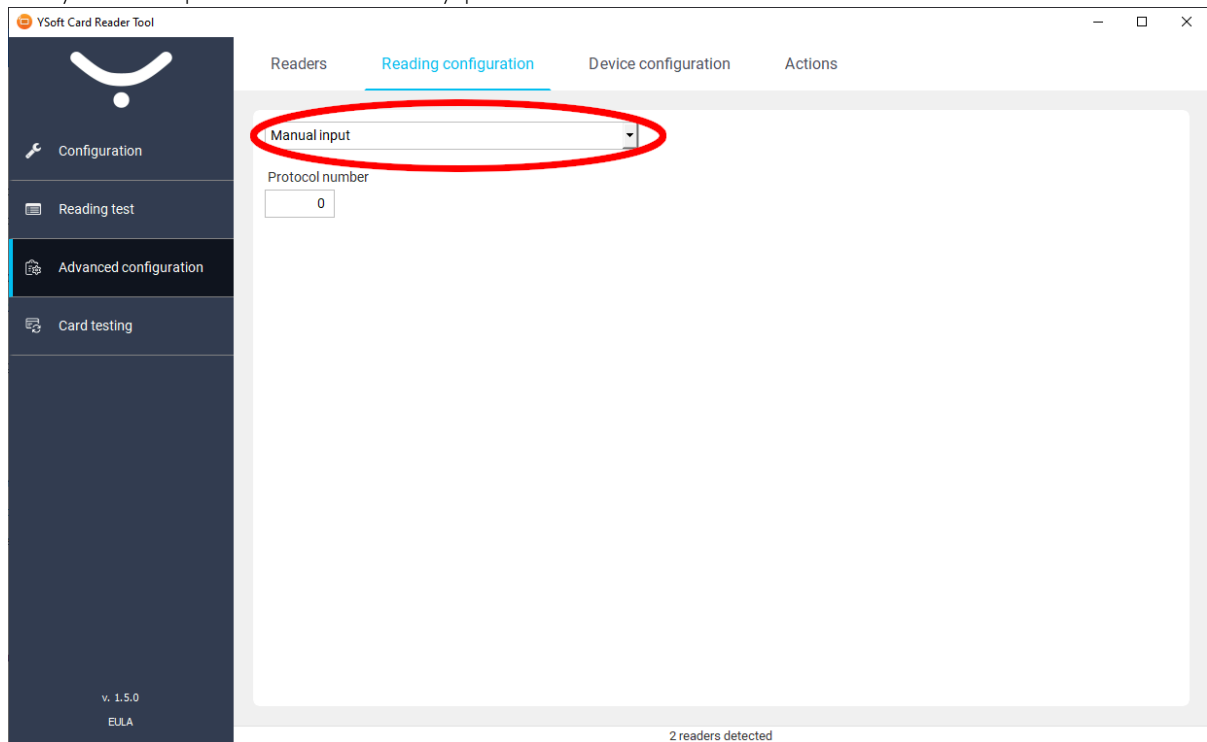 YSoft Card Reader Tool
Readers Reading configuration Device configuration Actions
Manual input
Configuration
Protocol number
0
Reading test
Advanced configuration
Card testing
v. 1.5.0
EULA
2 readers detected